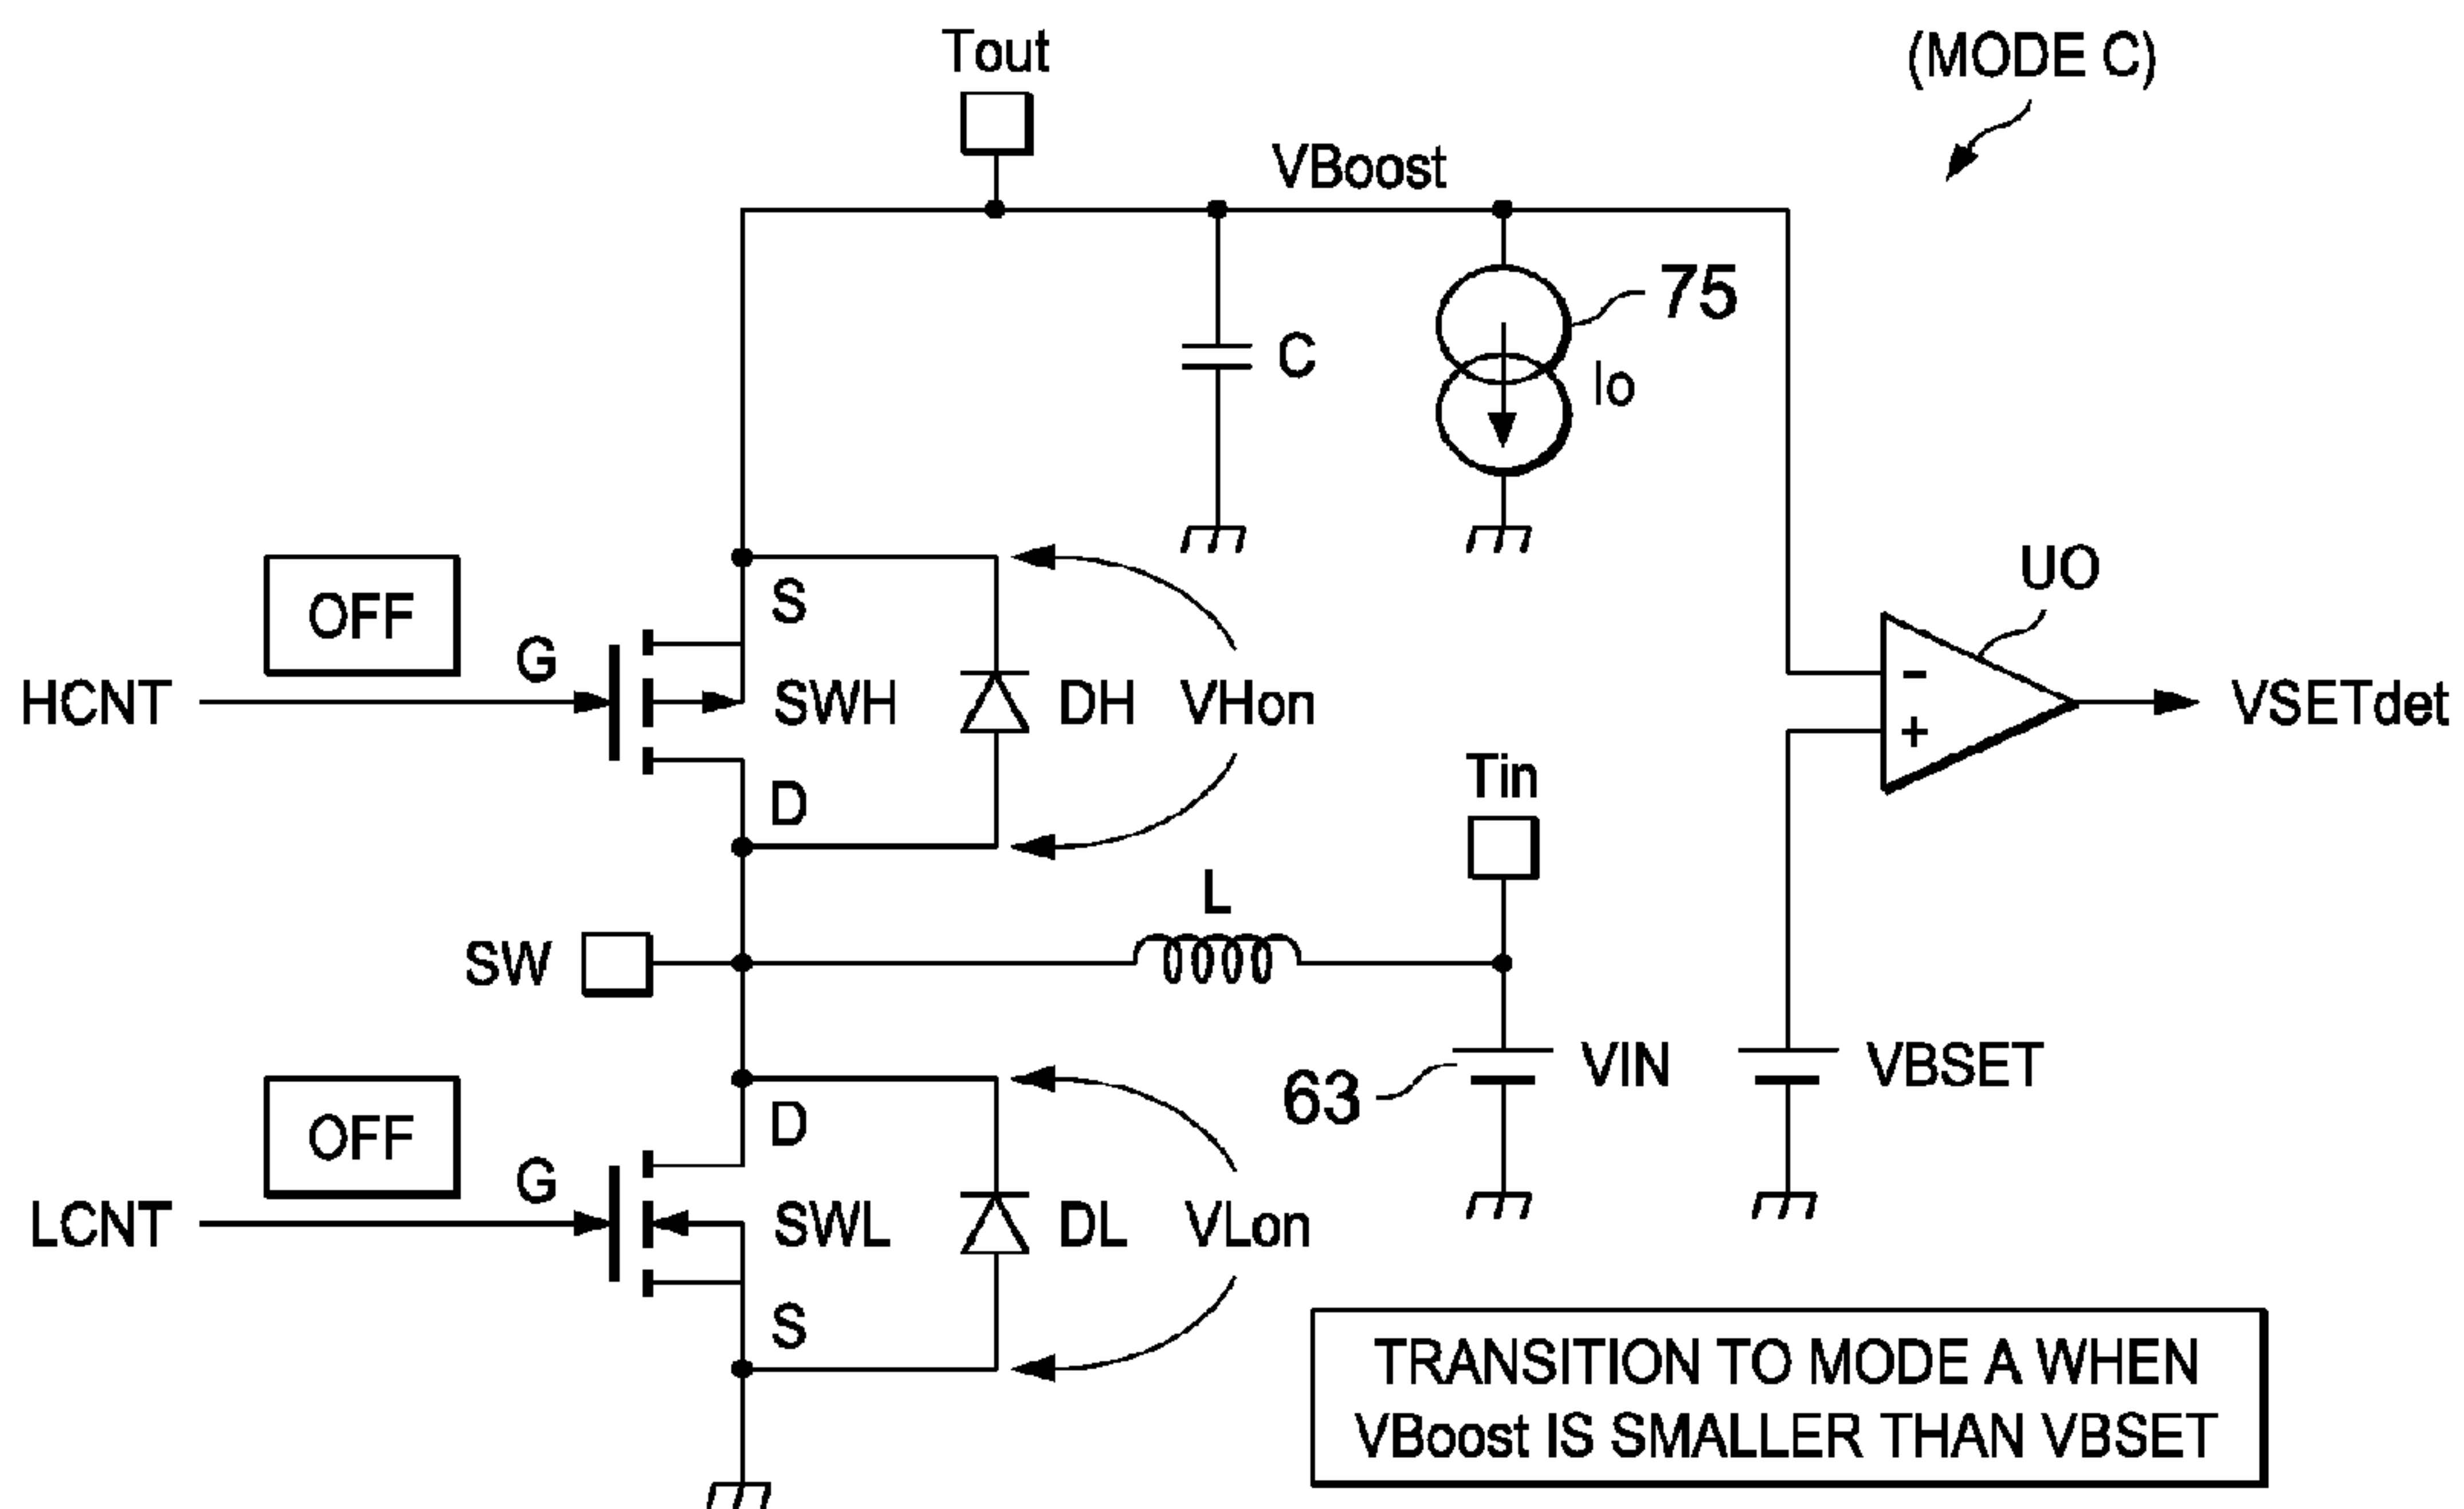 Tout
(MODE C)
VBoost
75
C
Io
OFF
S
UO
G
HCNT
SWH
DH
VHon
-
VSETdet
+
Tin
D
L
SW
VIN
VBSET
63
D
OFF
G
LCNT
SWL
DL
VLon
S
TRANSITION TO MODE A WHEN
VBoost IS SMALLER THAN VBSET